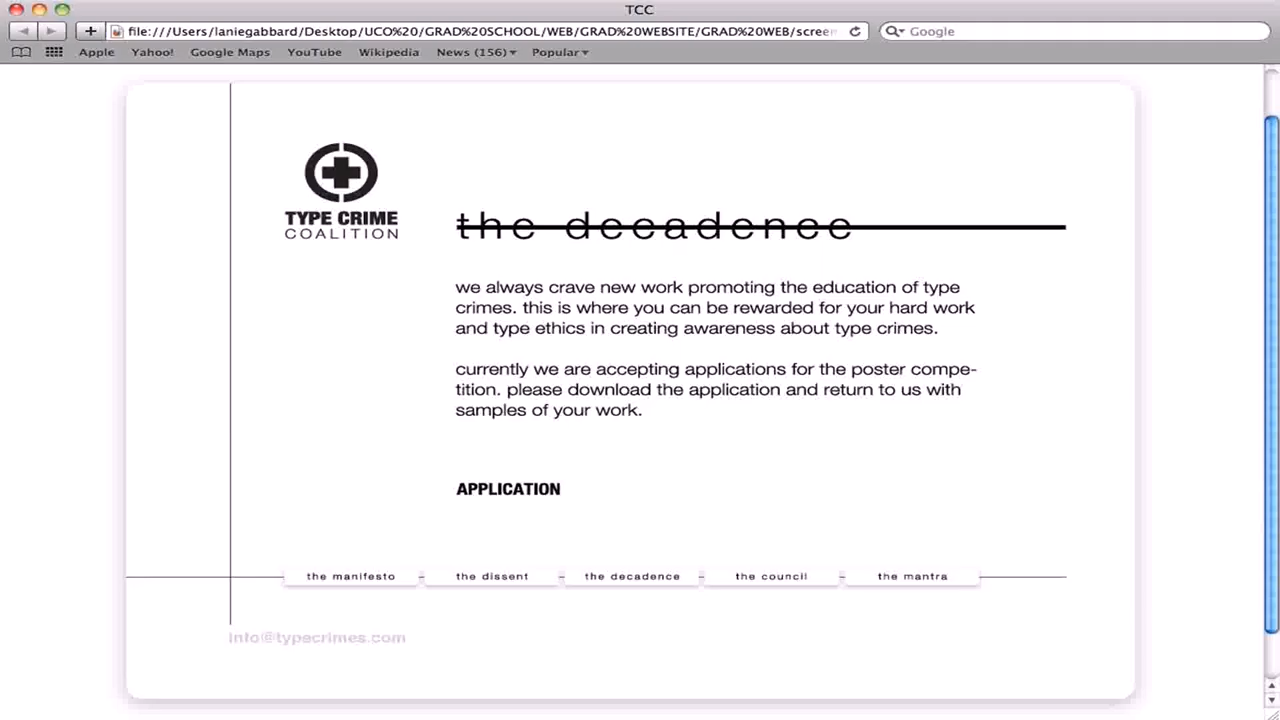 TCC
file:///Users/laniegabbard/Desktop/UCO%20/GRAD%20SCHOOL/WEB/GRAD%20WEBSITE/GRAD%20WEB/screen
Google
Apple Yahoo! Google Maps YouTube Wikipedia News (156) Popular
TYPE CRIME
COALITION
the decadence
we always crave new work promoting the education of type
crimes. this is where you can be rewarded for your hard work
and type ethics in creating awareness about type crimes.
currently we are accepting applications for the poster compe-
tition. please download the application and return to us with
samples of your work.
APPLICATION
the manifesto the dissent the decadence the council the mantra
info@typecrimes.com